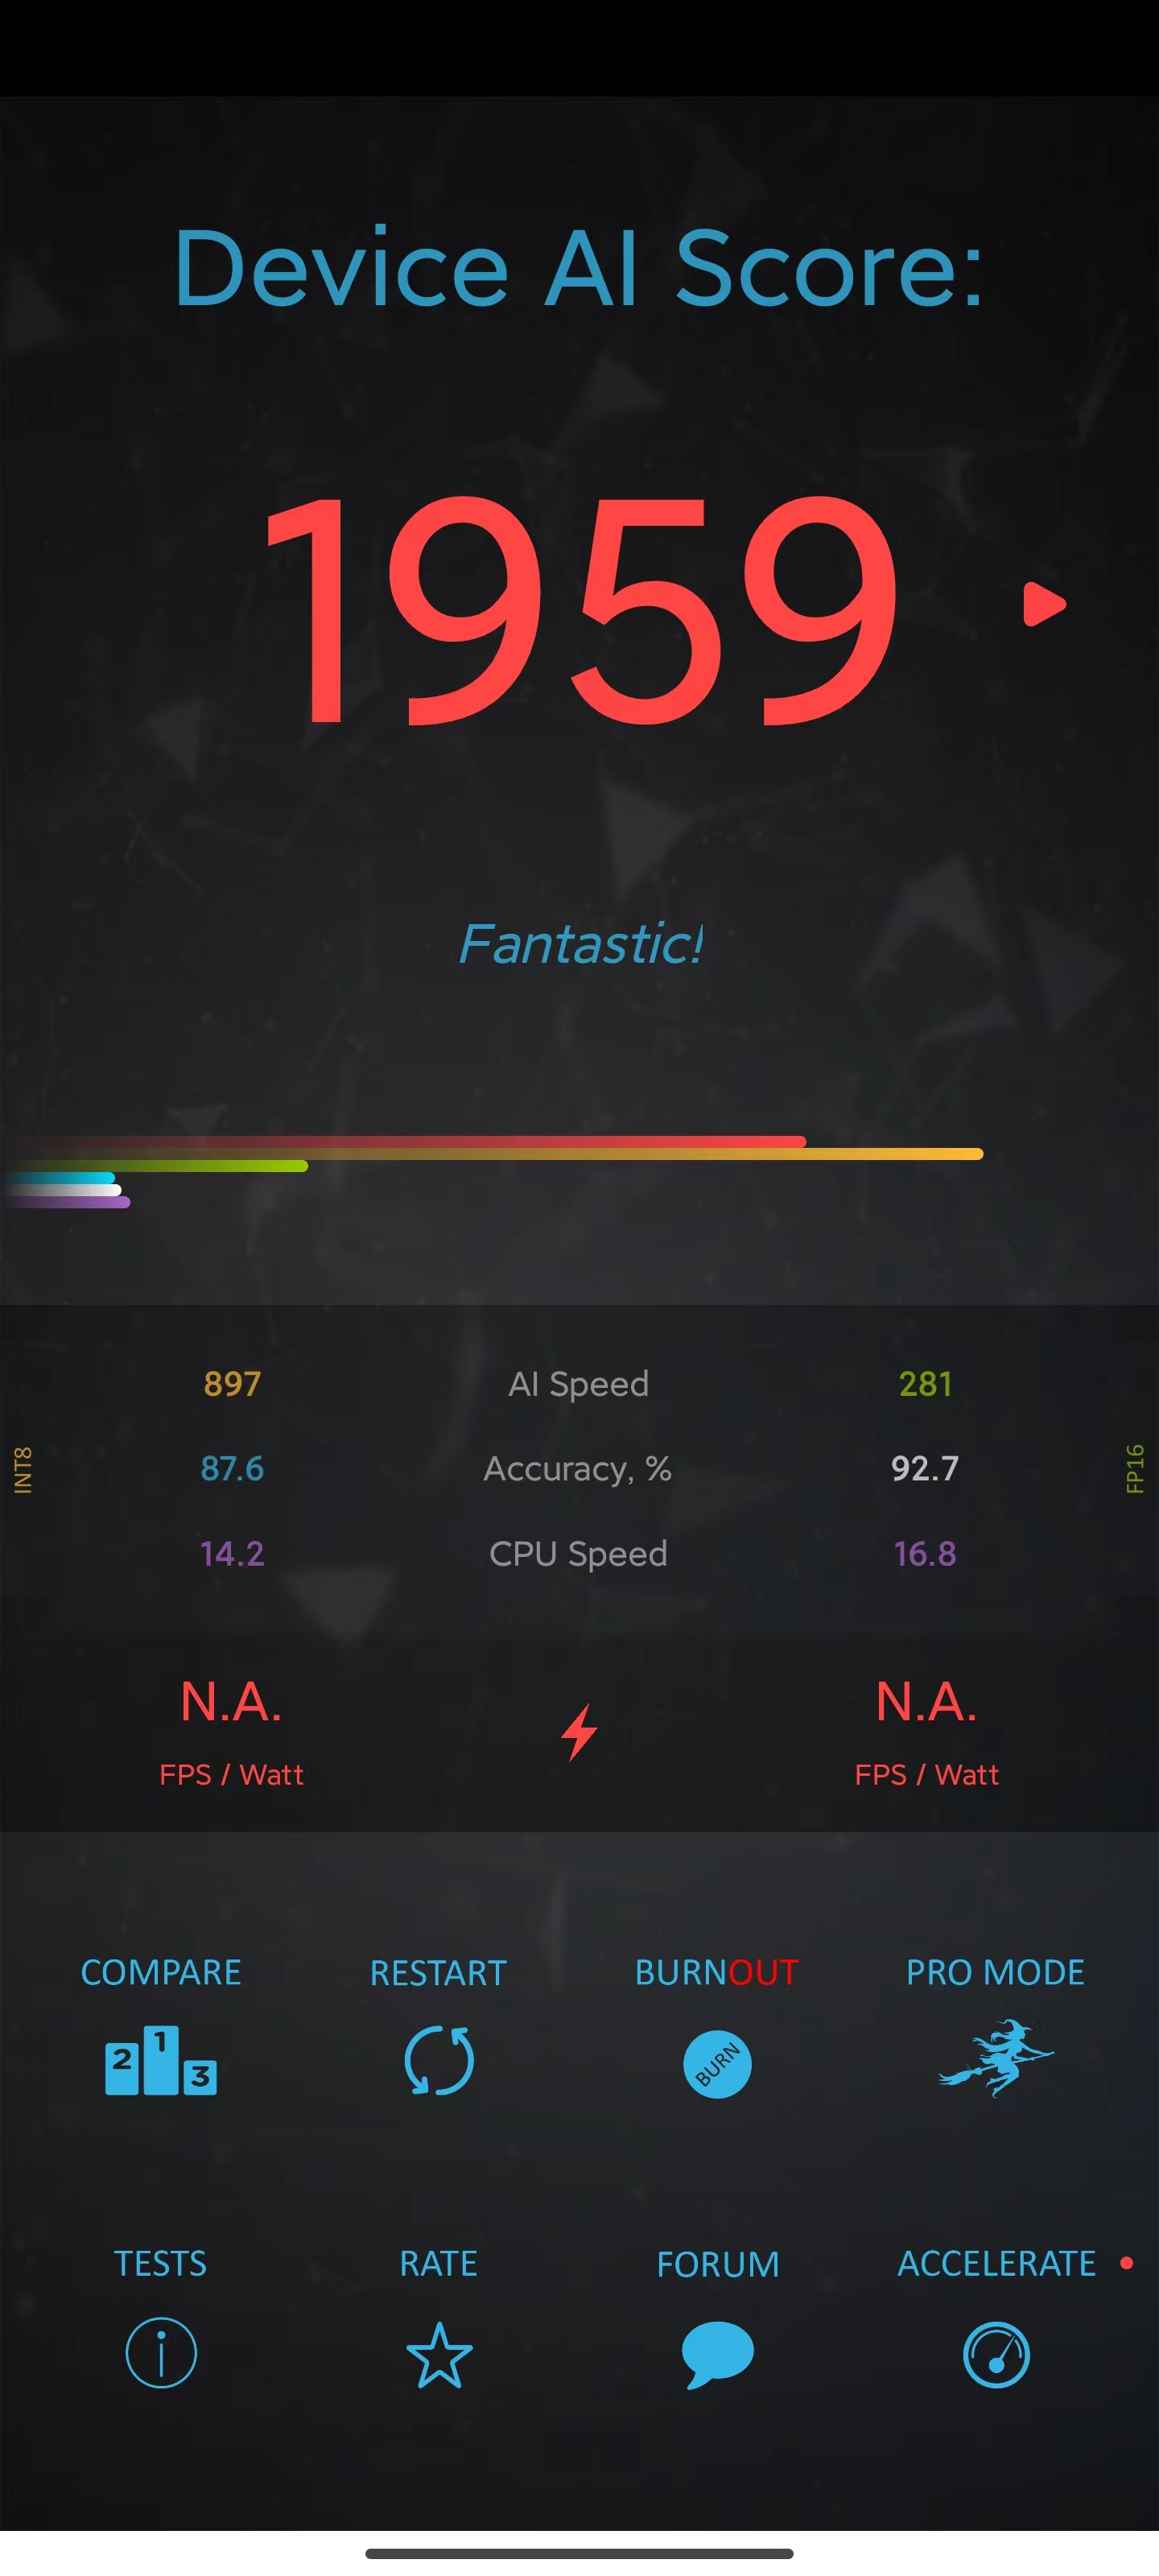 Device AI Score:
1959
Fantastic!
897 AI Speed 281
INT8 87.6 Accuracy, % 92.7 FP16
14.2 CPU Speed 16.8
N.A. N.A.
FPS / Watt FPS / Watt
COMPARE RESTART BURNOUT PRO MODE
2 1 3 BURN
TESTS RATE FORUM ACCELERATE